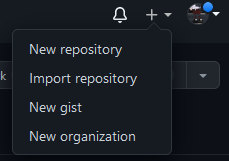 New repository
Import repository
k
New gist
New organization